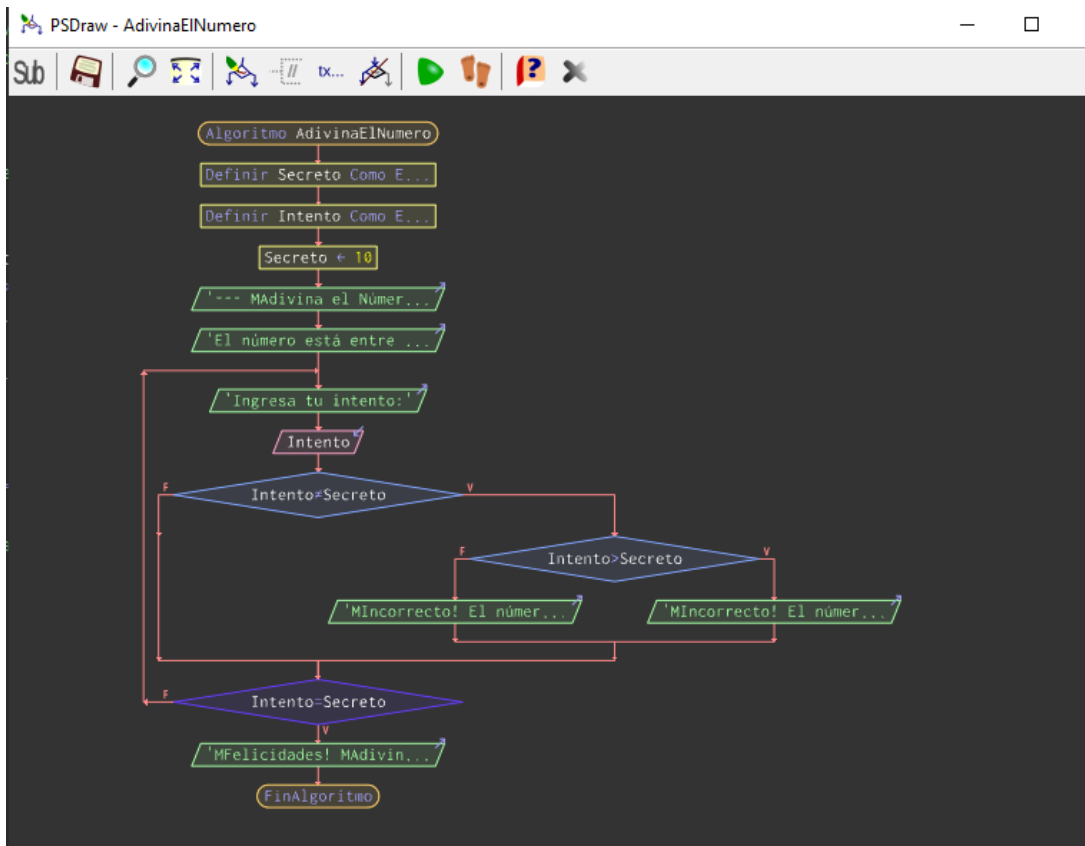 PSDraw - AdivinaElNumero
Sub
tx...
Algoritmo AdivinaElNumero
Definir Secreto Como E...
Definir Intento Como E...
Secreto ← 10
'--- MAdivina el Númer...
'El número está entre ...
'Ingresa tu intento:'
Intento
F
Intento≠Secreto
V
F
Intento>Secreto
V
'MIncorrecto! El númer...
'MIncorrecto! El númer...
F
Intento=Secreto
V
'MFelicidades! MAdivin...
FinAlgoritmo